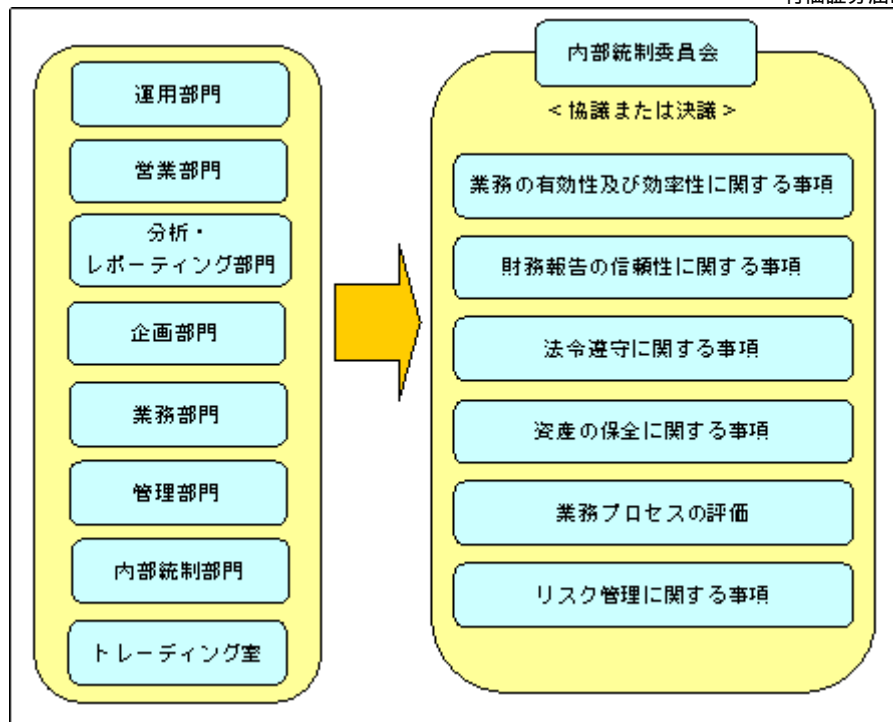 運用部門
営業部門
分析・
レポーティング部門
企画部門
業務部門
管理部門
内部統制部門
トレーディング室
内部統制委員会
<協議または決議>
業務の有効性及び効率性に関する事項
財務報告の信頼性に関する事項
法令遵守に関する事項
資産の保全に関する事項
業務プロセスの評価
リスク管理に関する事項